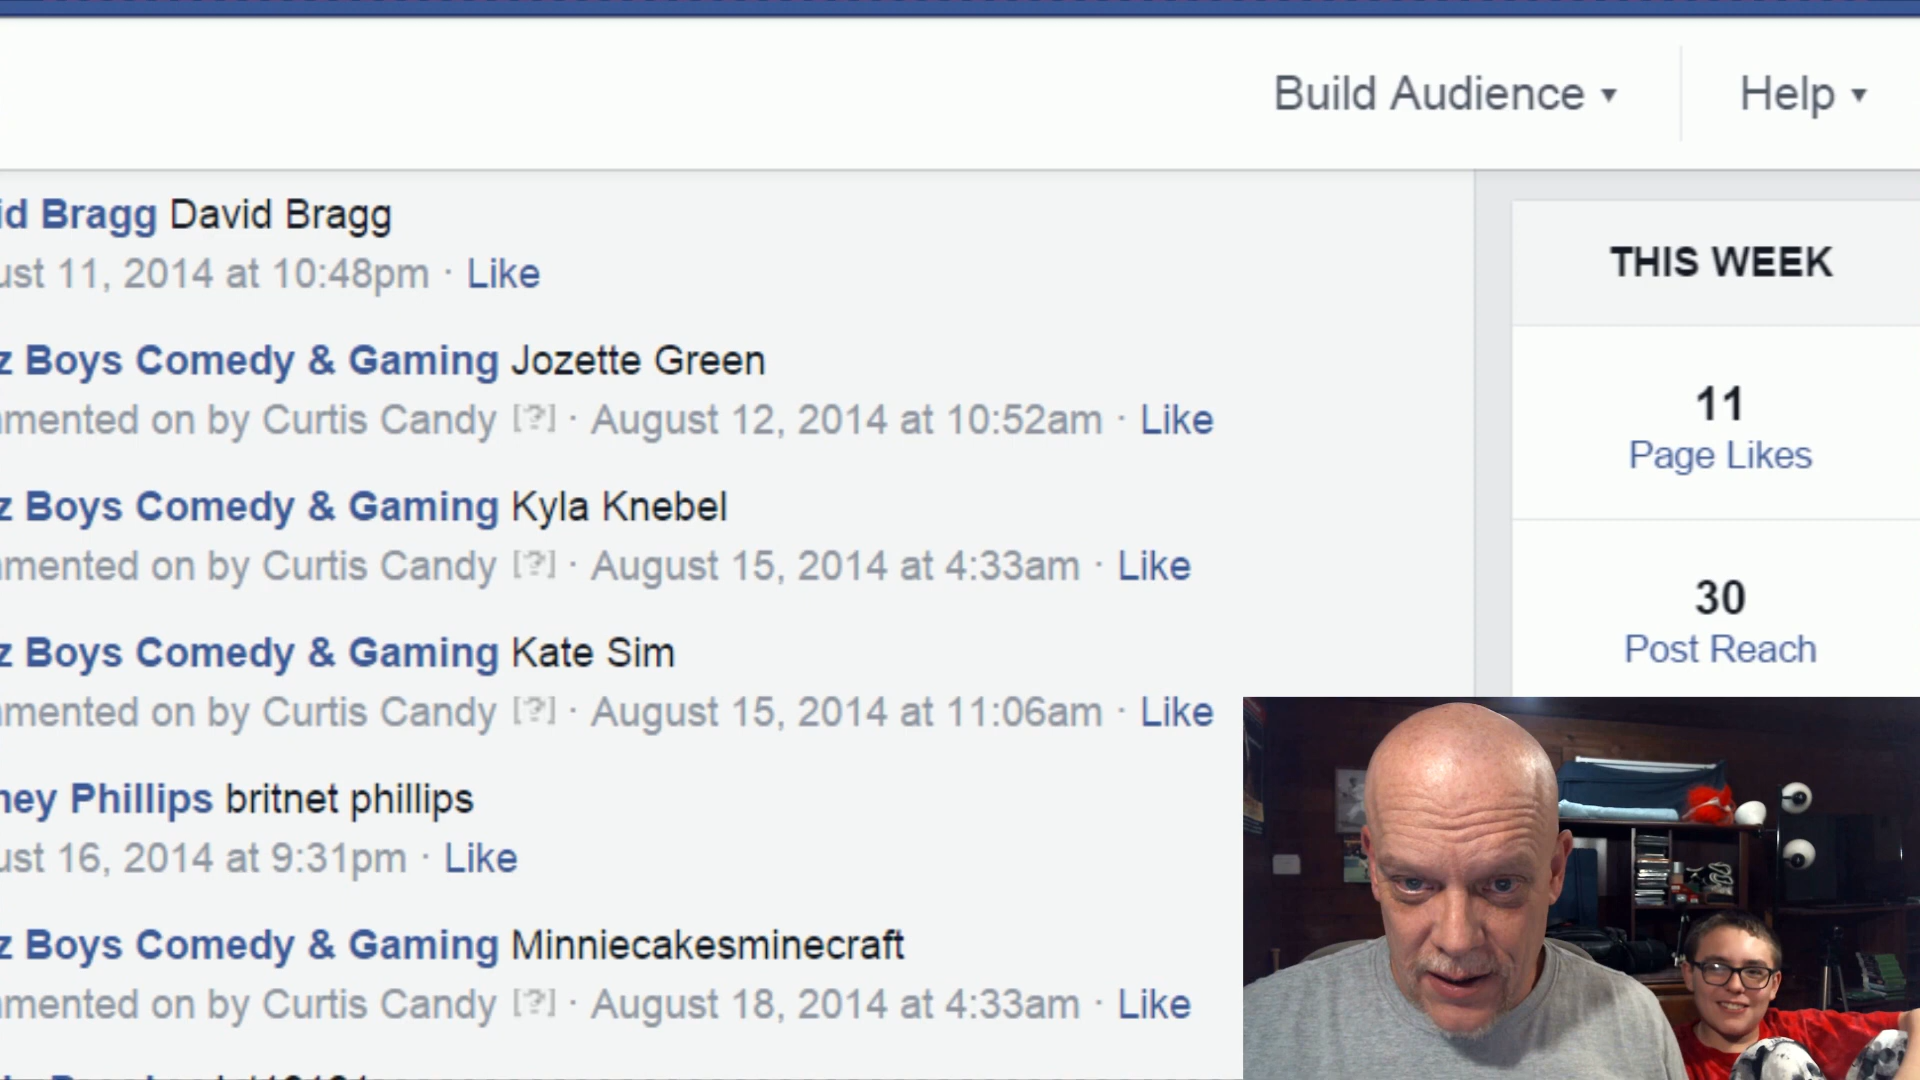 Build Audience ▾ Help ▾
id Bragg David Bragg
ust 11, 2014 at 10:48pm · Like
z Boys Comedy & Gaming Jozette Green
mmented on by Curtis Candy [?] · August 12, 2014 at 10:52am · Like
z Boys Comedy & Gaming Kyla Knebel
mmented on by Curtis Candy [?] · August 15, 2014 at 4:33am · Like
z Boys Comedy & Gaming Kate Sim
mmented on by Curtis Candy [?] · August 15, 2014 at 11:06am · Like
ney Phillips britnet phillips
ust 16, 2014 at 9:31pm · Like
z Boys Comedy & Gaming Minniecakesminecraft
mmented on by Curtis Candy [?] · August 18, 2014 at 4:33am · Like
THIS WEEK
11
Page Likes
30
Post Reach